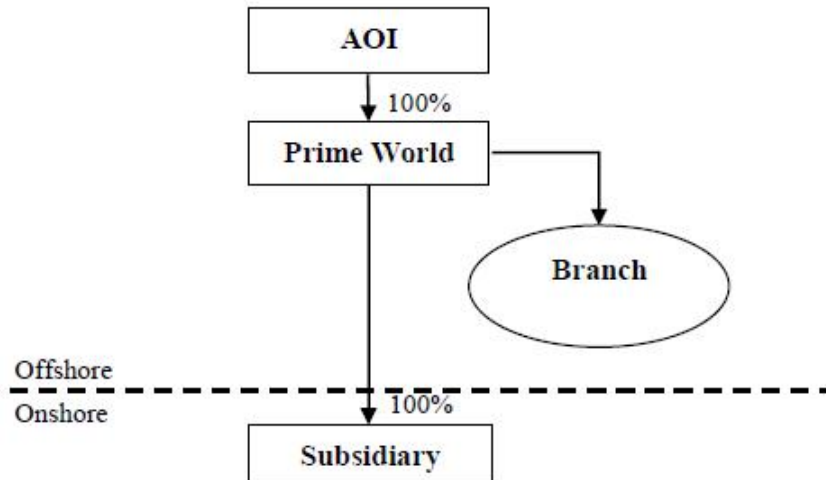 AOI
100%
Prime World
Branch
Offshore
Onshore
100%
Subsidiary